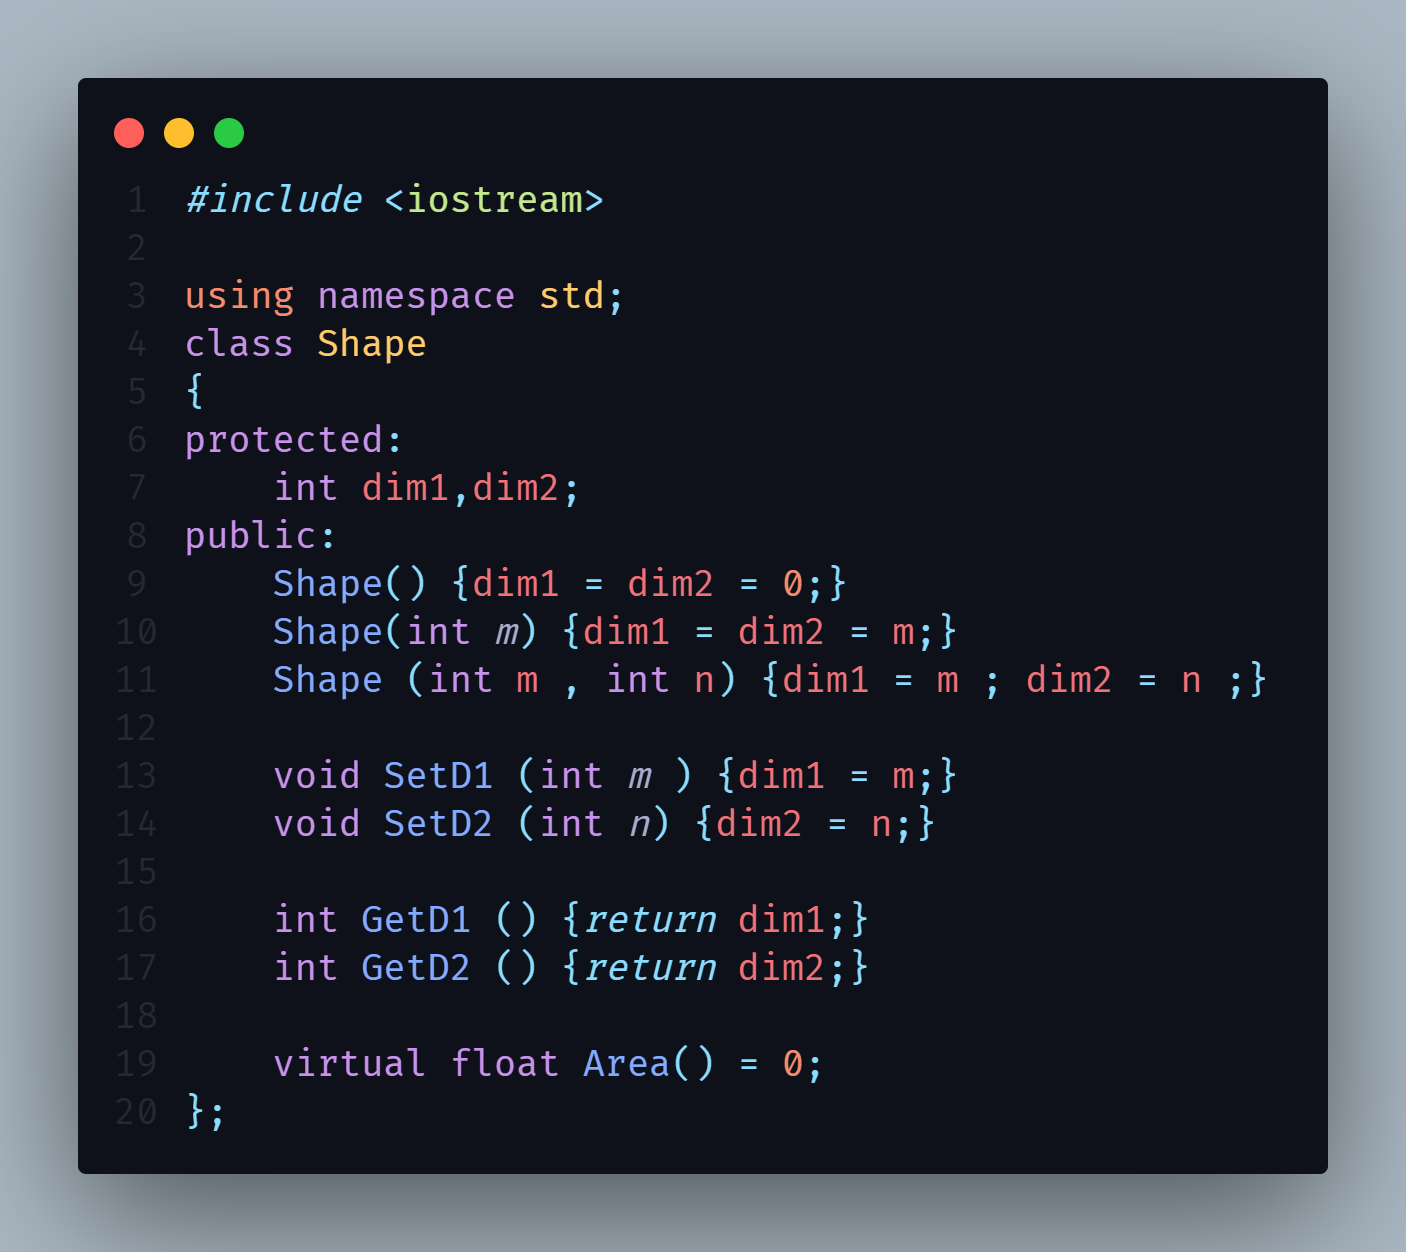 1 #include <iostream>
2
3 using namespace std;
4 class Shape
5 {
6 protected:
7     int dim1,dim2;
8 public:
9     Shape() {dim1 = dim2 = 0;}
10     Shape(int m) {dim1 = dim2 = m;}
11     Shape (int m , int n) {dim1 = m ; dim2 = n ;}
12
13     void SetD1 (int m ) {dim1 = m;}
14     void SetD2 (int n) {dim2 = n;}
15
16     int GetD1 () {return dim1;}
17     int GetD2 () {return dim2;}
18
19     virtual float Area() = 0;
20 };